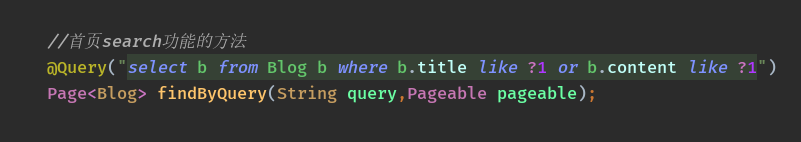 //首页search功能的方法
@Query("select b from Blog b where b.title like ?1 or b.content like ?1")
Page<Blog> findByQuery(String query,Pageable pageable);